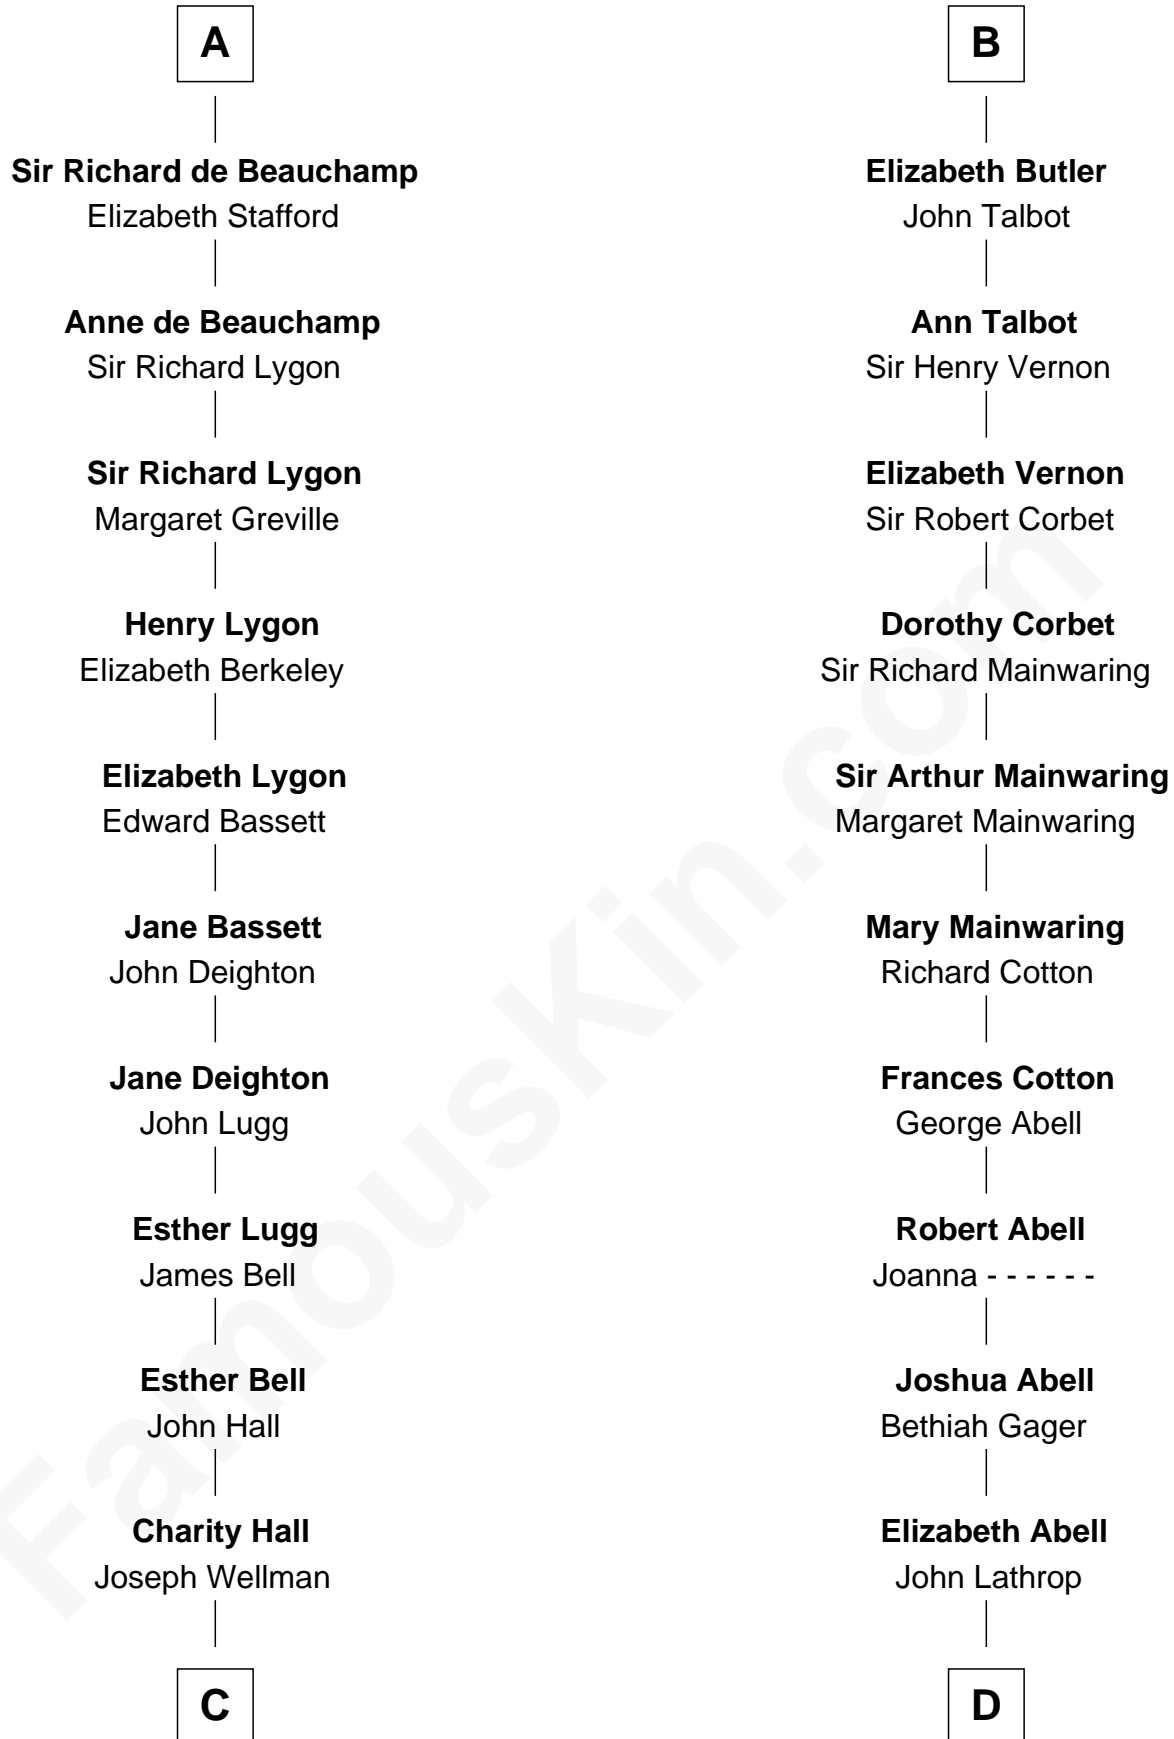 A
Sir Richard de Beauchamp
Elizabeth Stafford
Anne de Beauchamp
Sir Richard Lygon
Sir Richard Lygon
Margaret Greville
Henry Lygon
Elizabeth Berkeley
Elizabeth Lygon
Edward Bassett
Jane Bassett
John Deighton
Jane Deighton
John Lugg
Esther Lugg
James Bell
Esther Bell
John Hall
Charity Hall
Joseph Wellman
C
B
Elizabeth Butler
John Talbot
Ann Talbot
Sir Henry Vernon
Elizabeth Vernon
Sir Robert Corbet
Dorothy Corbet
Sir Richard Mainwaring
Sir Arthur Mainwaring
Margaret Mainwaring
Mary Mainwaring
Richard Cotton
Frances Cotton
George Abell
Robert Abell
Joanna - - - - - -
Joshua Abell
Bethiah Gager
Elizabeth Abell
John Lathrop
D
FamousKin.com